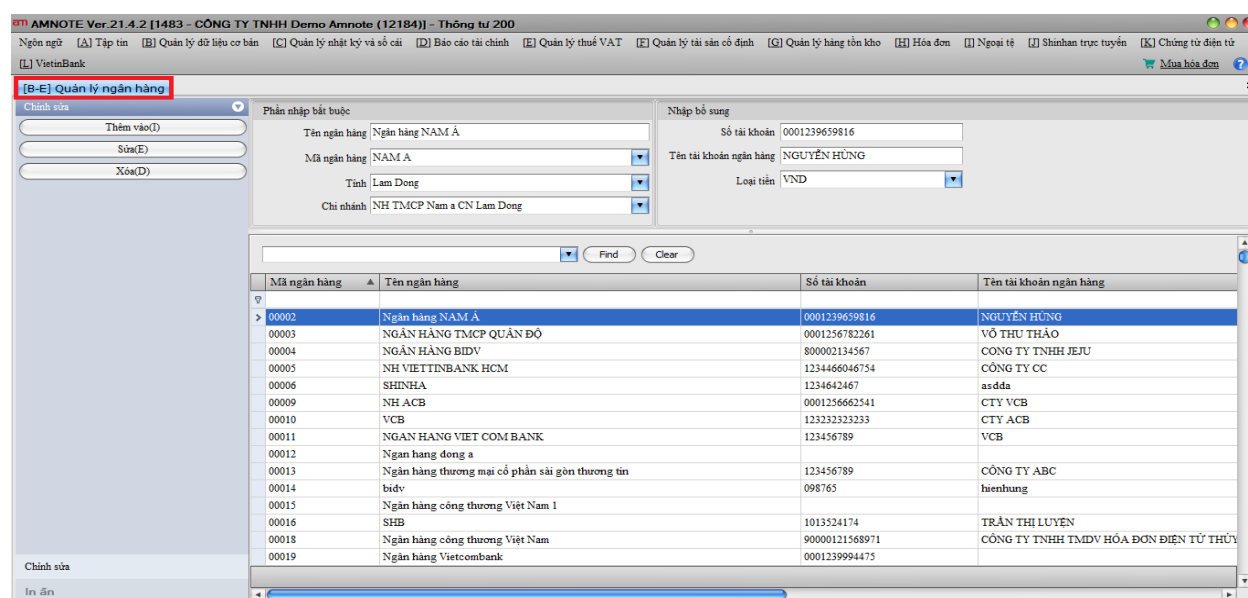 am AMNOTE Ver.21.4.2 [1483 - CÔNG TY TNHH Demo Amnote (12184)] - Thông tư 200
Ngôn ngữ [A] Tập tin [B] Quản lý dữ liệu cơ bản [C] Quản lý nhật ký và sổ cái [D] Báo cáo tài chính [E] Quản lý thuế VAT [F] Quản lý tài sản cố định [G] Quản lý hàng tồn kho [H] Hóa đơn [I] Ngoại tệ [J] Shinhan trực tuyến [K] Chứng từ điện tử
[L] VietinBank Mua hóa đơn ?
[B-E] Quản lý ngân hàng
Chỉnh sửa Phần nhập bắt buộc Nhập bổ sung
Thêm vào(I) Tên ngân hàng Ngân hàng NAM Á Số tài khoản 0001239659816
Sửa(E) Mã ngân hàng NAM A Tên tài khoản ngân hàng NGUYỄN HÙNG
Xóa(D) Tỉnh Lam Dong Loại tiền VND
Chi nhánh NH TMCP Nam a CN Lam Dong
Find Clear
Mã ngân hàng Tên ngân hàng Số tài khoản Tên tài khoản ngân hàng
00002 Ngân hàng NAM Á 0001239659816 NGUYỄN HÙNG
00003 NGÂN HÀNG TMCP QUÂN ĐỘ 0001256782261 VÕ THU THẢO
00004 NGÂN HÀNG BIDV 800002134567 CONG TY TNHH JEJU
00005 NH VIETTINBANK HCM 1234466046754 CÔNG TY CC
00006 SHINHA 1234642467 asdda
00009 NH ACB 0001256662541 CTY VCB
00010 VCB 123232323233 CTY ACB
00011 NGAN HANG VIET COM BANK 123456789 VCB
00012 Ngan hang dong a
00013 Ngân hàng thương mại cổ phần sài gòn thương tín 123456789 CÔNG TY ABC
00014 bidv 098765 hienhung
00015 Ngân hàng công thương Việt Nam 1
00016 SHB 1013524174 TRẦN THỊ LUYẾN
00018 Ngân hàng công thương Việt Nam 90000121568971 CÔNG TY TNHH TMDV HÓA ĐƠN ĐIỆN TỬ THỦY
00019 Ngân hàng Vietcombank 0001239994475
Chỉnh sửa
In ấn